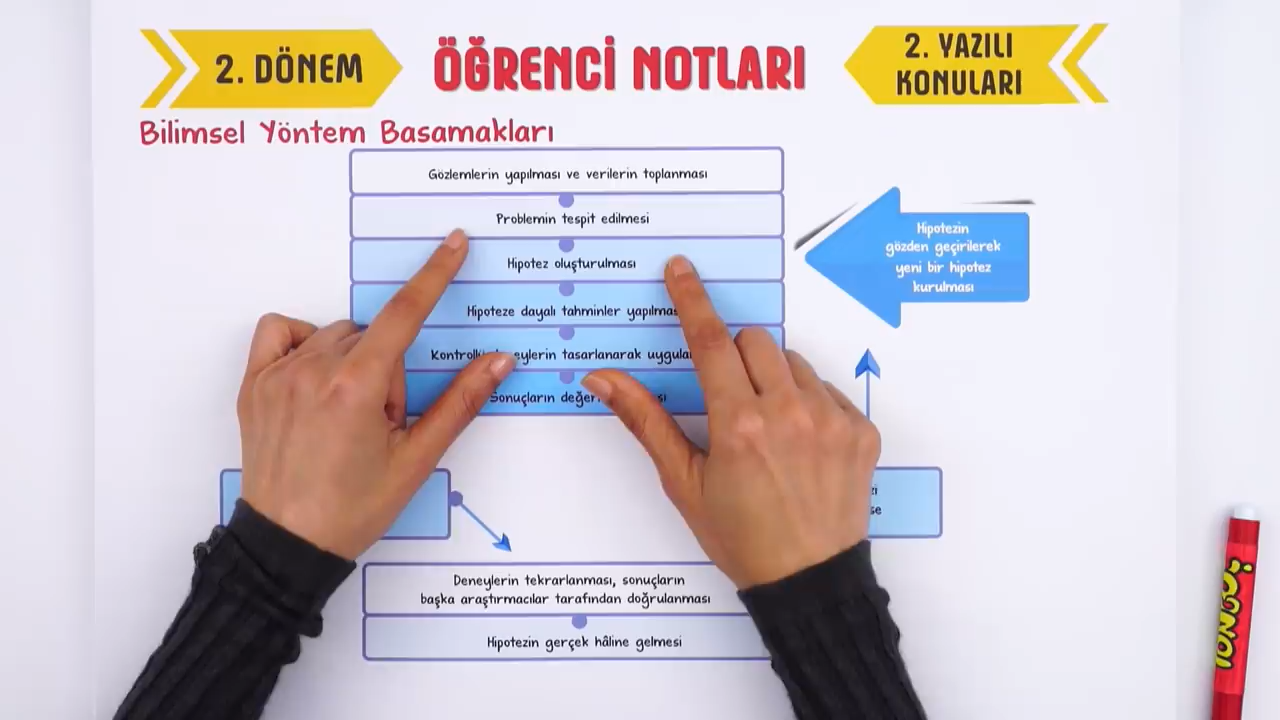 2. DÖNEM
ÖĞRENCİ NOTLARI
2. YAZILI
KONULARI
Bilimsel Yöntem Basamakları
Gözlemlerin yapılması ve verilerin toplanması
Problemin tespit edilmesi
Hipotez oluşturulması
Hipoteze dayalı tahminler
tasarlanarak
Sonuçların
Hipotezin
gözden geçirilerek
yeni bir hipotez
kurulması
Deneylerin tekrarlanması, sonuçların
başka araştırmacılar tarafından doğrulanması
Hipotezin gerçek hâline gelmesi